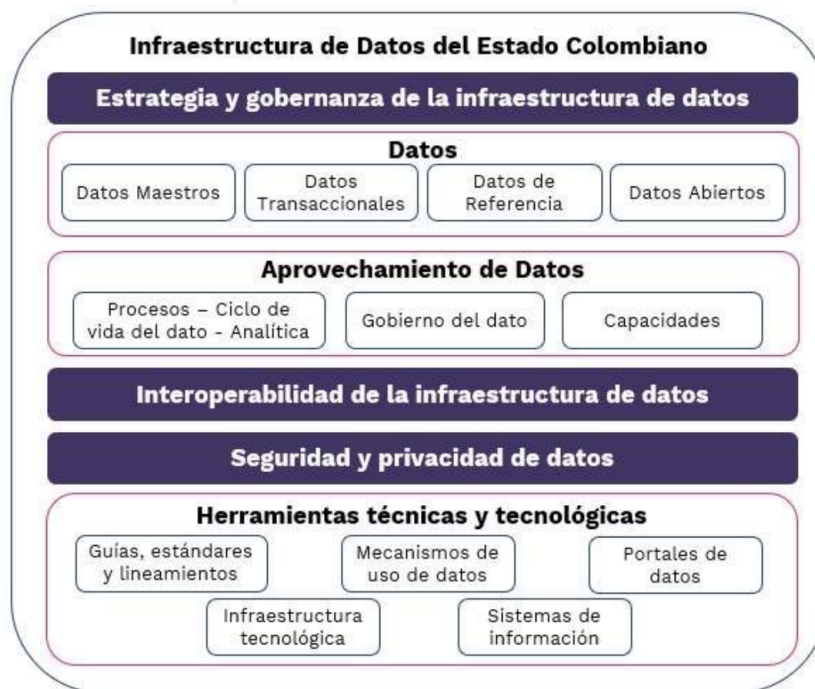 Infraestructura de Datos del Estado Colombiano
Estrategia y gobernanza de la infraestructura de datos
Datos
Datos Maestros
Datos
Transaccionales
Datos de
Referencia
Datos Abiertos
Aprovechamiento de Datos
Procesos – Ciclo de
vida del dato - Analítica
Gobierno del dato
Capacidades
Interoperabilidad de la infraestructura de datos
Seguridad y privacidad de datos
Herramientas técnicas y tecnológicas
Guías, estándares
y lineamientos
Mecanismos de
uso de datos
Portales de
datos
Infraestructura
tecnológica
Sistemas de
información